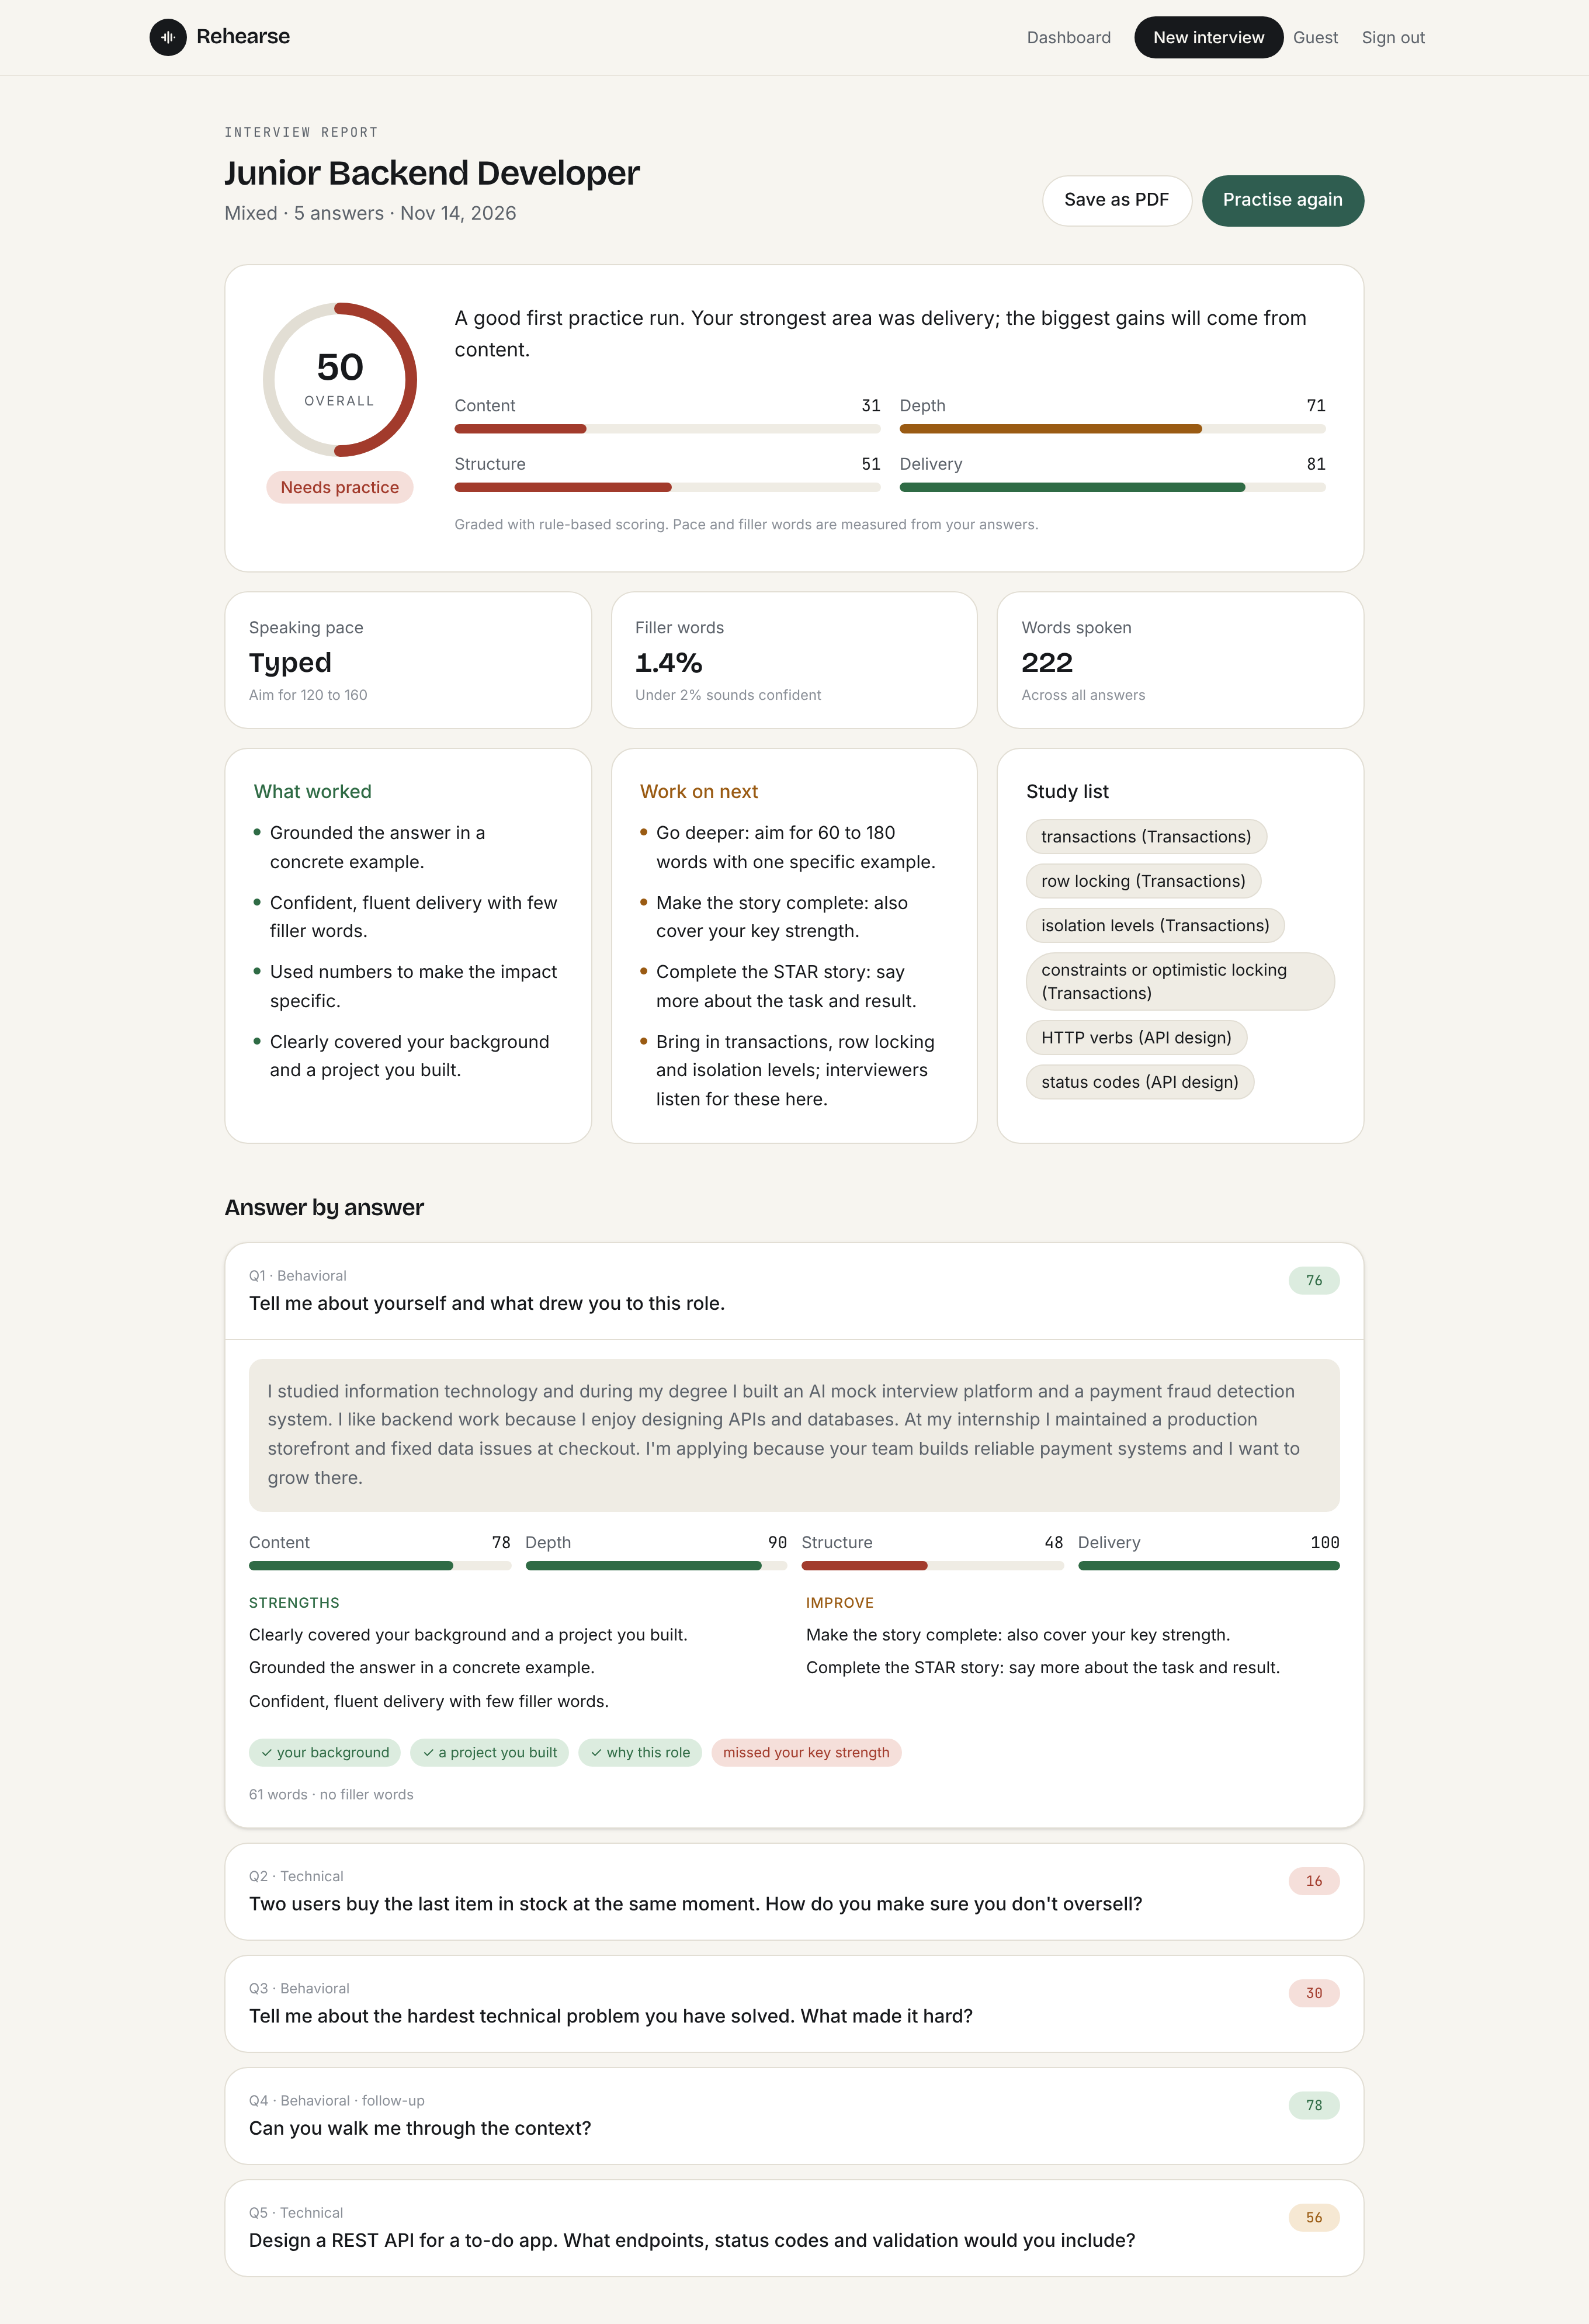 Rehearse
Dashboard
New interview
Guest
Sign out
INTERVIEW REPORT
Junior Backend Developer
Mixed · 5 answers · Nov 14, 2026
Save as PDF
Practise again
50
OVERALL
Needs practice
A good first practice run. Your strongest area was delivery; the biggest gains will come from
content.
Content 31
Depth 71
Structure 51
Delivery 81
Graded with rule-based scoring. Pace and filler words are measured from your answers.
Speaking pace
Typed
Aim for 120 to 160
Filler words
1.4%
Under 2% sounds confident
Words spoken
222
Across all answers
What worked
Grounded the answer in a
concrete example.
Confident, fluent delivery with few
filler words.
Used numbers to make the impact
specific.
Clearly covered your background
and a project you built.
Work on next
Go deeper: aim for 60 to 180
words with one specific example.
Make the story complete: also
cover your key strength.
Complete the STAR story: say
more about the task and result.
Bring in transactions, row locking
and isolation levels; interviewers
listen for these here.
Study list
transactions (Transactions)
row locking (Transactions)
isolation levels (Transactions)
constraints or optimistic locking
(Transactions)
HTTP verbs (API design)
status codes (API design)
Answer by answer
Q1 · Behavioral
76
Tell me about yourself and what drew you to this role.
I studied information technology and during my degree I built an AI mock interview platform and a payment fraud detection
system. I like backend work because I enjoy designing APIs and databases. At my internship I maintained a production
storefront and fixed data issues at checkout. I'm applying because your team builds reliable payment systems and I want to
grow there.
Content 78
Depth 90
Structure 48
Delivery 100
STRENGTHS
Clearly covered your background and a project you built.
Grounded the answer in a concrete example.
Confident, fluent delivery with few filler words.
IMPROVE
Make the story complete: also cover your key strength.
Complete the STAR story: say more about the task and result.
✓ your background
✓ a project you built
✓ why this role
missed your key strength
61 words · no filler words
Q2 · Technical
16
Two users buy the last item in stock at the same moment. How do you make sure you don't oversell?
Q3 · Behavioral
30
Tell me about the hardest technical problem you have solved. What made it hard?
Q4 · Behavioral · follow-up
78
Can you walk me through the context?
Q5 · Technical
56
Design a REST API for a to-do app. What endpoints, status codes and validation would you include?